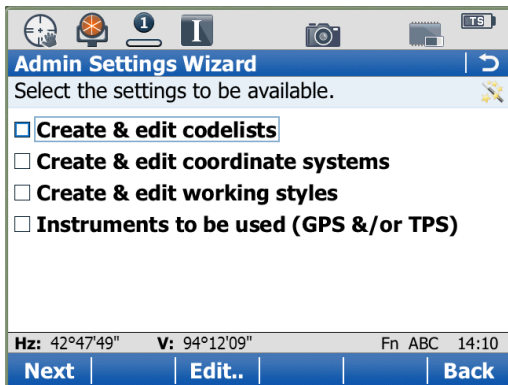 1
I
TS
Admin Settings Wizard
Select the settings to be available.
Create & edit codelists
Create & edit coordinate systems
Create & edit working styles
Instruments to be used (GPS &/or TPS)
Hz: 42°47'49" V: 94°12'09" Fn ABC 14:10
Next Edit.. Back